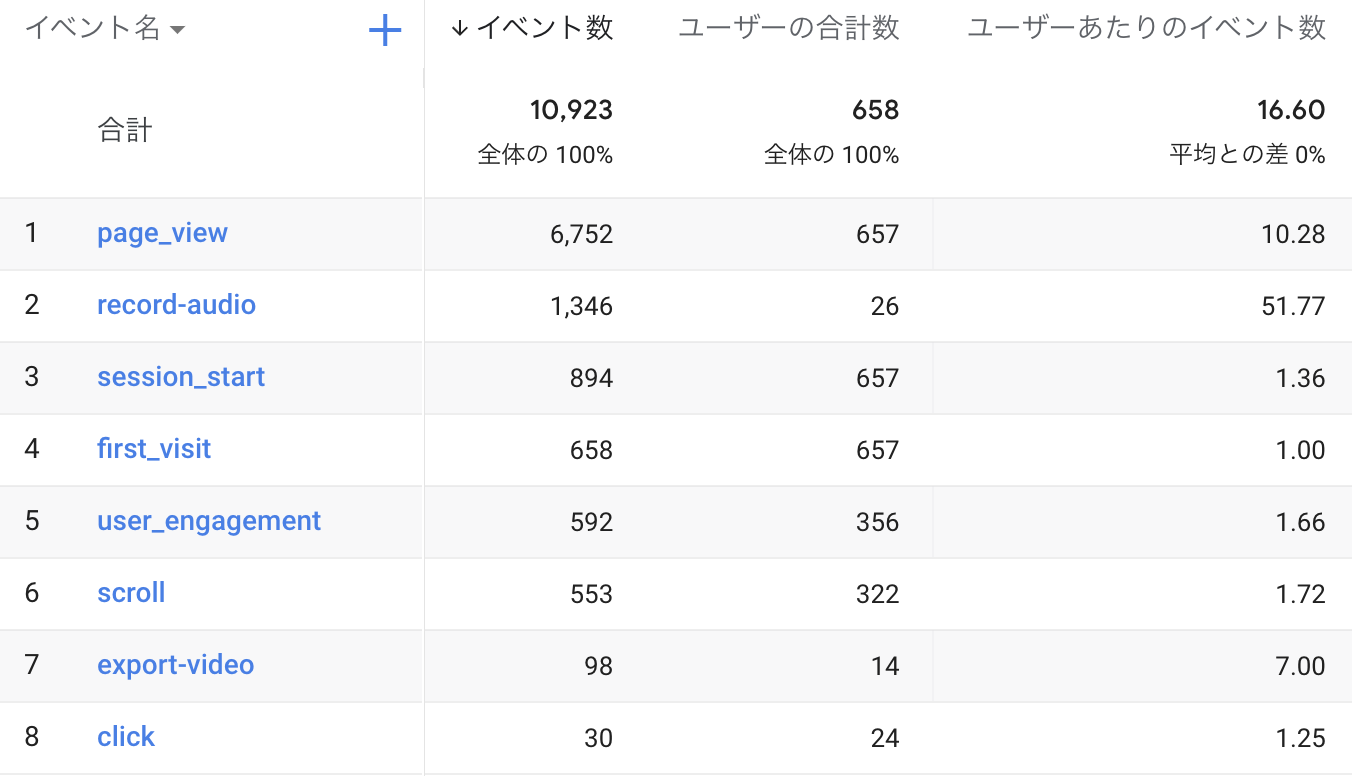 イベント名 + ↓ イベント数 ユーザーの合計数 ユーザーあたりのイベント数
合計 10,923 658 16.60
全体の 100% 全体の 100% 平均との差 0%
1 page_view 6,752 657 10.28
2 record-audio 1,346 26 51.77
3 session_start 894 657 1.36
4 first_visit 658 657 1.00
5 user_engagement 592 356 1.66
6 scroll 553 322 1.72
7 export-video 98 14 7.00
8 click 30 24 1.25